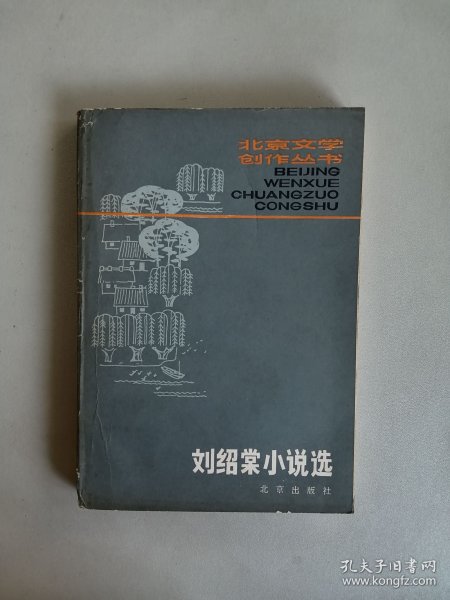 北京文学
创作丛书
BEIJING
WENXUE
CHUANGZUO
CONGSHU
刘绍棠小说选
北京出版社
孔夫子旧书网
www.kongfz.com